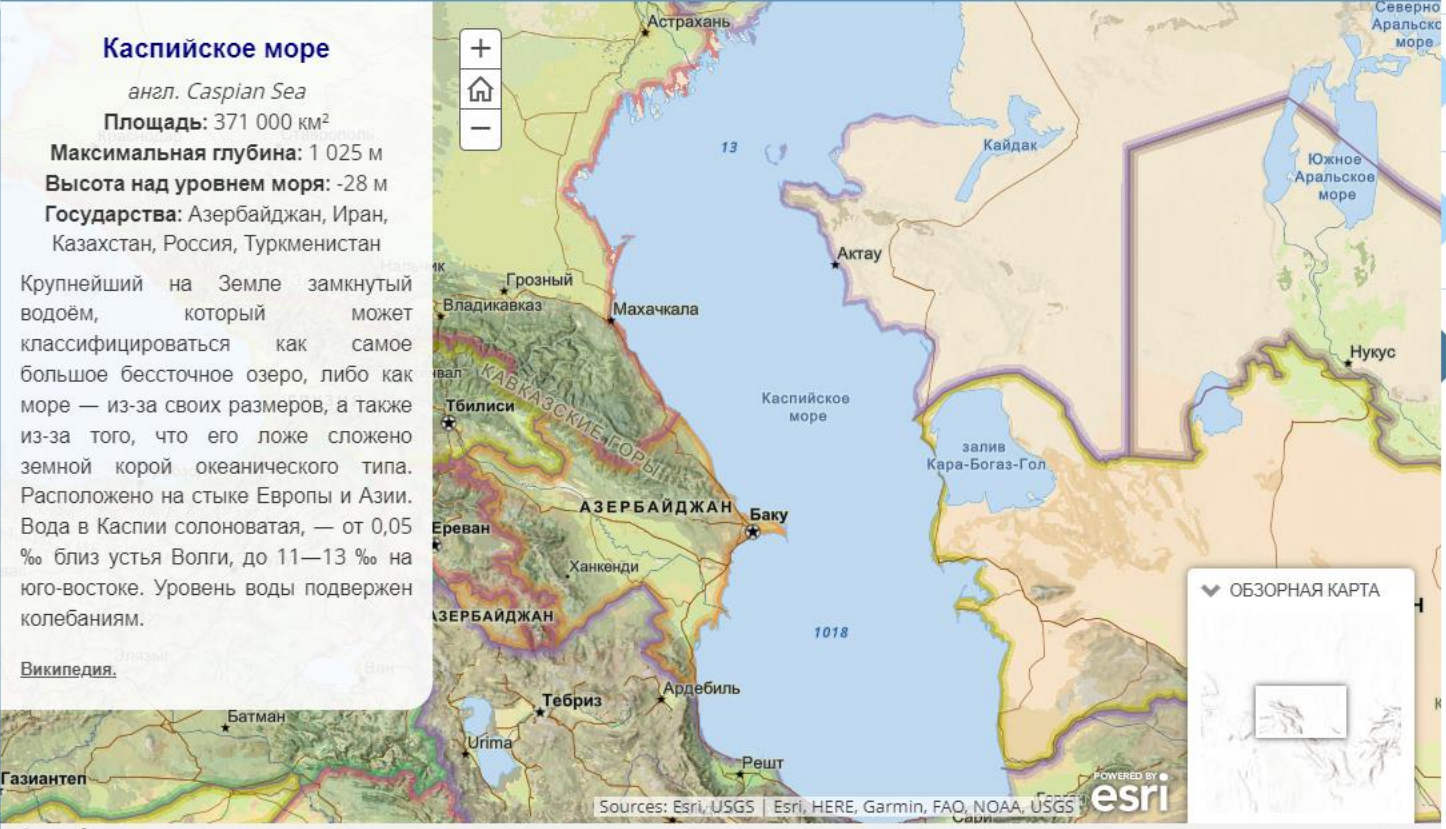 Каспийское море
англ. Caspian Sea
Площадь: 371 000 км²
Максимальная глубина: 1 025 м
Высота над уровнем моря: -28 м
Государства: Азербайджан, Иран,
Казахстан, Россия, Туркменистан
Крупнейший на Земле замкнутый
водоём, который может
классифицироваться как самое
большое бессточное озеро, либо как
море — из-за своих размеров, а также
из-за того, что его ложе сложено
земной корой океанического типа.
Расположено на стыке Европы и Азии.
Вода в Каспии солоноватая, — от 0,05
‰ близ устья Волги, до 11—13 ‰ на
юго-востоке. Уровень воды подвержен
колебаниям.
Википедия.
Астрахань
Северно
Аральско
море
13
Кайдак
Южное
Аральское
море
Актау
Грозный
Владикавказ
Махачкала
Нукус
КАВКАЗСКИЕ ГОРЫ
Тбилиси
Каспийское
море
залив
Кара-Богаз-Гол
АЗЕРБАЙДЖАН
Баку
Ереван
Ханкенди
АЗЕРБАЙДЖАН
1018
ОБЗОРНАЯ КАРТА
Н
Ардебиль
Тебриз
Батман
Urima
Решт
Газиантеп
Элязыг
Ван
Сари
Sources: Esri, USGS | Esri, HERE, Garmin, FAO, NOAA, USGS
POWERED BY
esri